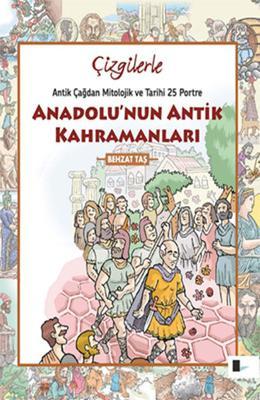 Çizgilerle
Antik Çağdan Mitolojik ve Tarihi 25 Portre
ANADOLU'NUN ANTİK
KAHRAMANLARI
BEHZAT TAŞ